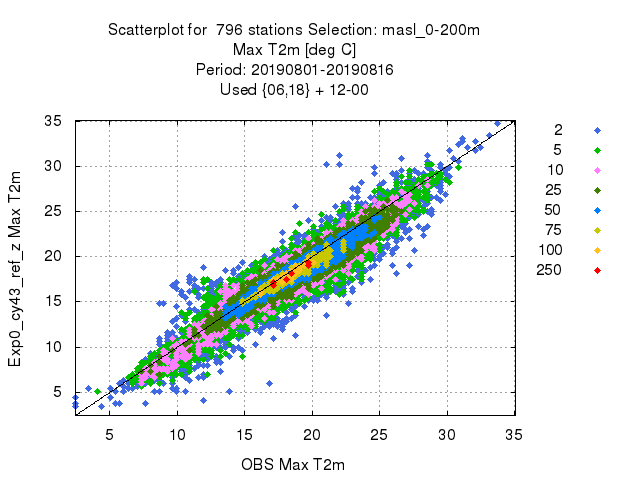 Scatterplot for 796 stations Selection: masl_0-200m
Max T2m [deg C]
Period: 20190801-20190816
Used {06,18} + 12-00
Exp0_cy43_ref_z Max T2m
35
30
25
20
15
10
5
5 10 15 20 25 30 35
OBS Max T2m
2
5
10
25
50
75
100
250